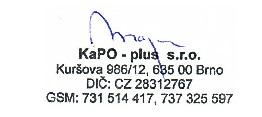 KaPO - plus s.r.o.
Kuršova 986/12, 635 00 Brno
DIČ: CZ 28312767
GSM: 731 514 417, 737 325 597